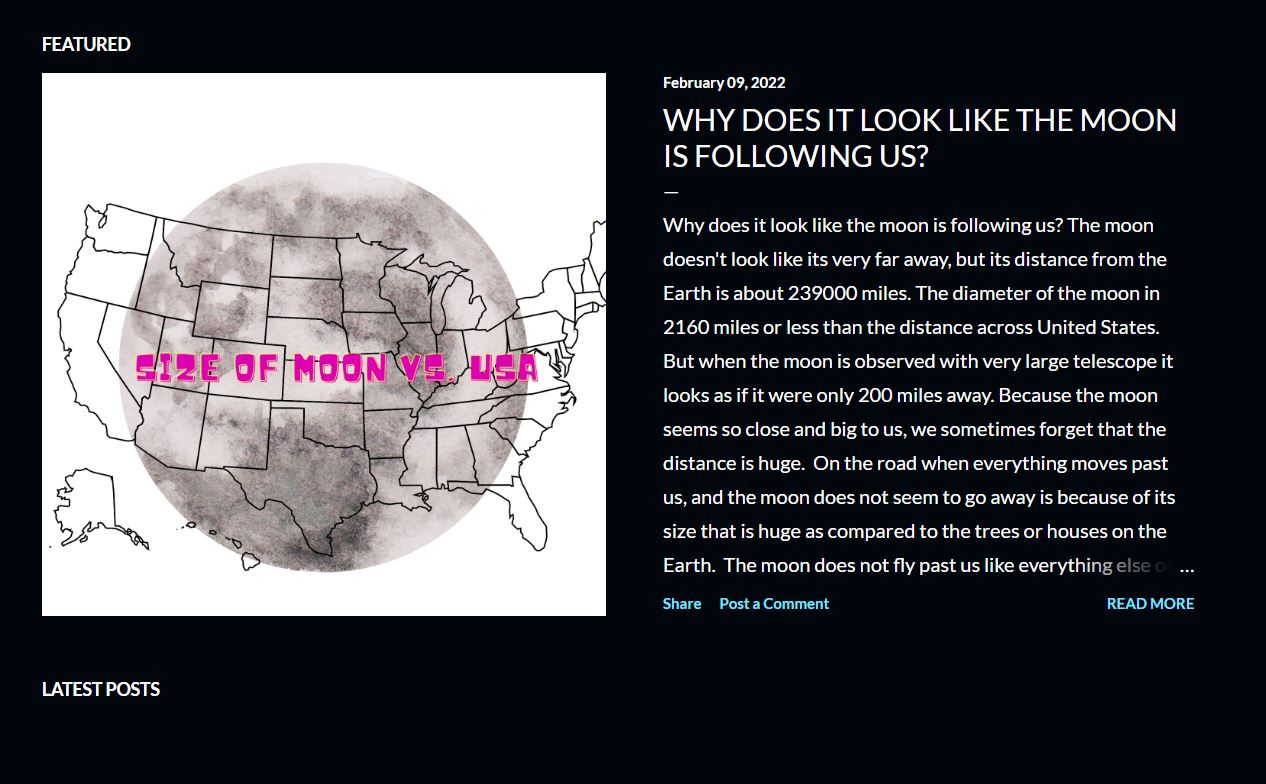 FEATURED
SIZE OF MOON VS. USA
February 09, 2022
WHY DOES IT LOOK LIKE THE MOON
IS FOLLOWING US?
Why does it look like the moon is following us? The moon
doesn't look like its very far away, but its distance from the
Earth is about 239000 miles. The diameter of the moon in
2160 miles or less than the distance across United States.
But when the moon is observed with very large telescope it
looks as if it were only 200 miles away. Because the moon
seems so close and big to us, we sometimes forget that the
distance is huge.  On the road when everything moves past
us, and the moon does not seem to go away is because of its
size that is huge as compared to the trees or houses on the
Earth.  The moon does not fly past us like everything else o ...
Share Post a Comment READ MORE
LATEST POSTS